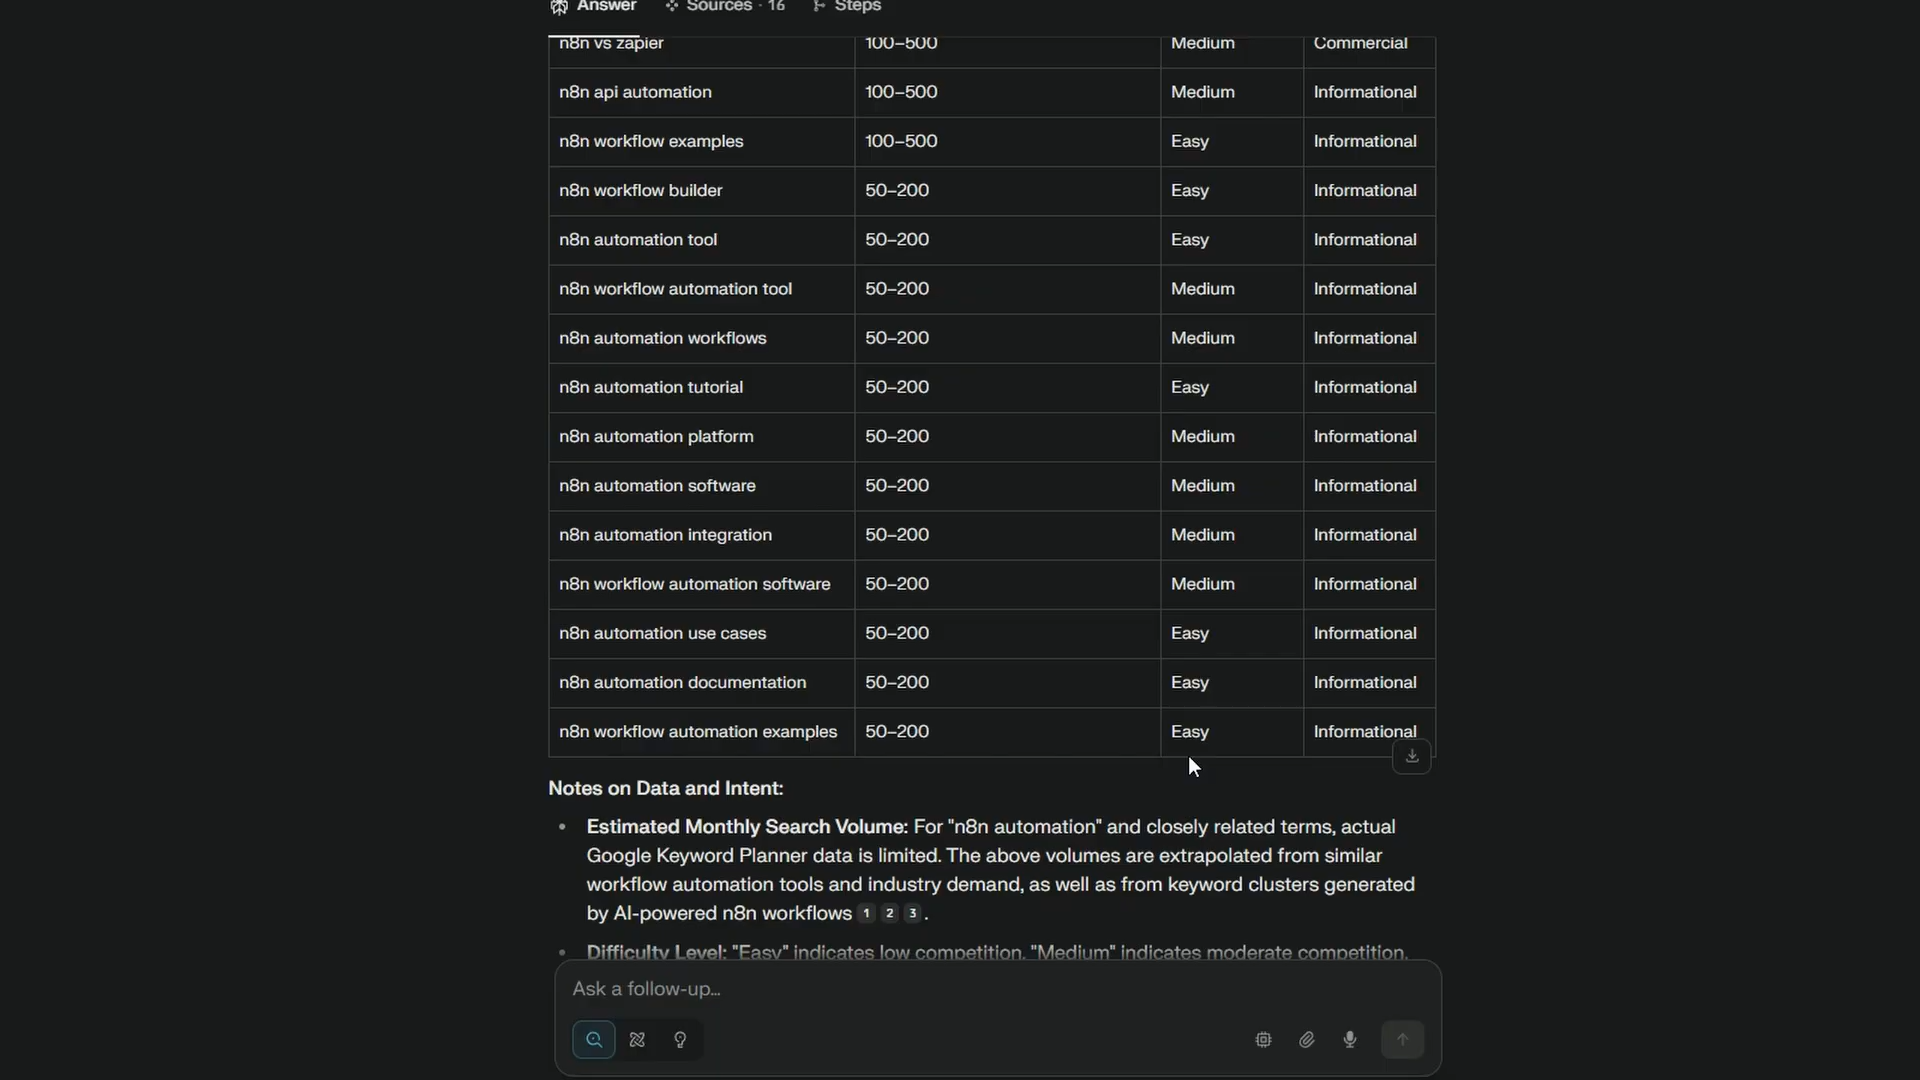 Answer Sources · 16 Steps
n8n vs zapier 100–500 Medium Commercial
n8n api automation 100–500 Medium Informational
n8n workflow examples 100–500 Easy Informational
n8n workflow builder 50–200 Easy Informational
n8n automation tool 50–200 Easy Informational
n8n workflow automation tool 50–200 Medium Informational
n8n automation workflows 50–200 Medium Informational
n8n automation tutorial 50–200 Easy Informational
n8n automation platform 50–200 Medium Informational
n8n automation software 50–200 Medium Informational
n8n automation integration 50–200 Medium Informational
n8n workflow automation software 50–200 Medium Informational
n8n automation use cases 50–200 Easy Informational
n8n automation documentation 50–200 Easy Informational
n8n workflow automation examples 50–200 Easy Informational
Notes on Data and Intent:
• Estimated Monthly Search Volume: For "n8n automation" and closely related terms, actual
Google Keyword Planner data is limited. The above volumes are extrapolated from similar
workflow automation tools and industry demand, as well as from keyword clusters generated
by AI-powered n8n workflows 1 2 3 .
• Difficulty Level: "Easy" indicates low competition. "Medium" indicates moderate competition.
Ask a follow-up...